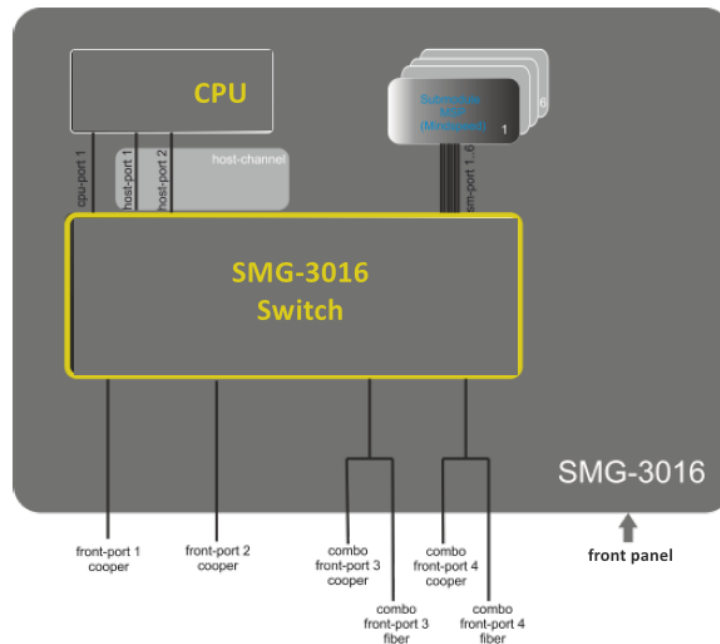 CPU
Submodule
MSP
(Mindspeed)
1
6
cpu-port 1
host-port 1
host-port 2
host-channel
sm-port 1..6
SMG-3016
Switch
SMG-3016
front panel
front-port 1
cooper
front-port 2
cooper
combo
front-port 3
cooper
combo
front-port 4
cooper
combo
front-port 3
fiber
combo
front-port 4
fiber